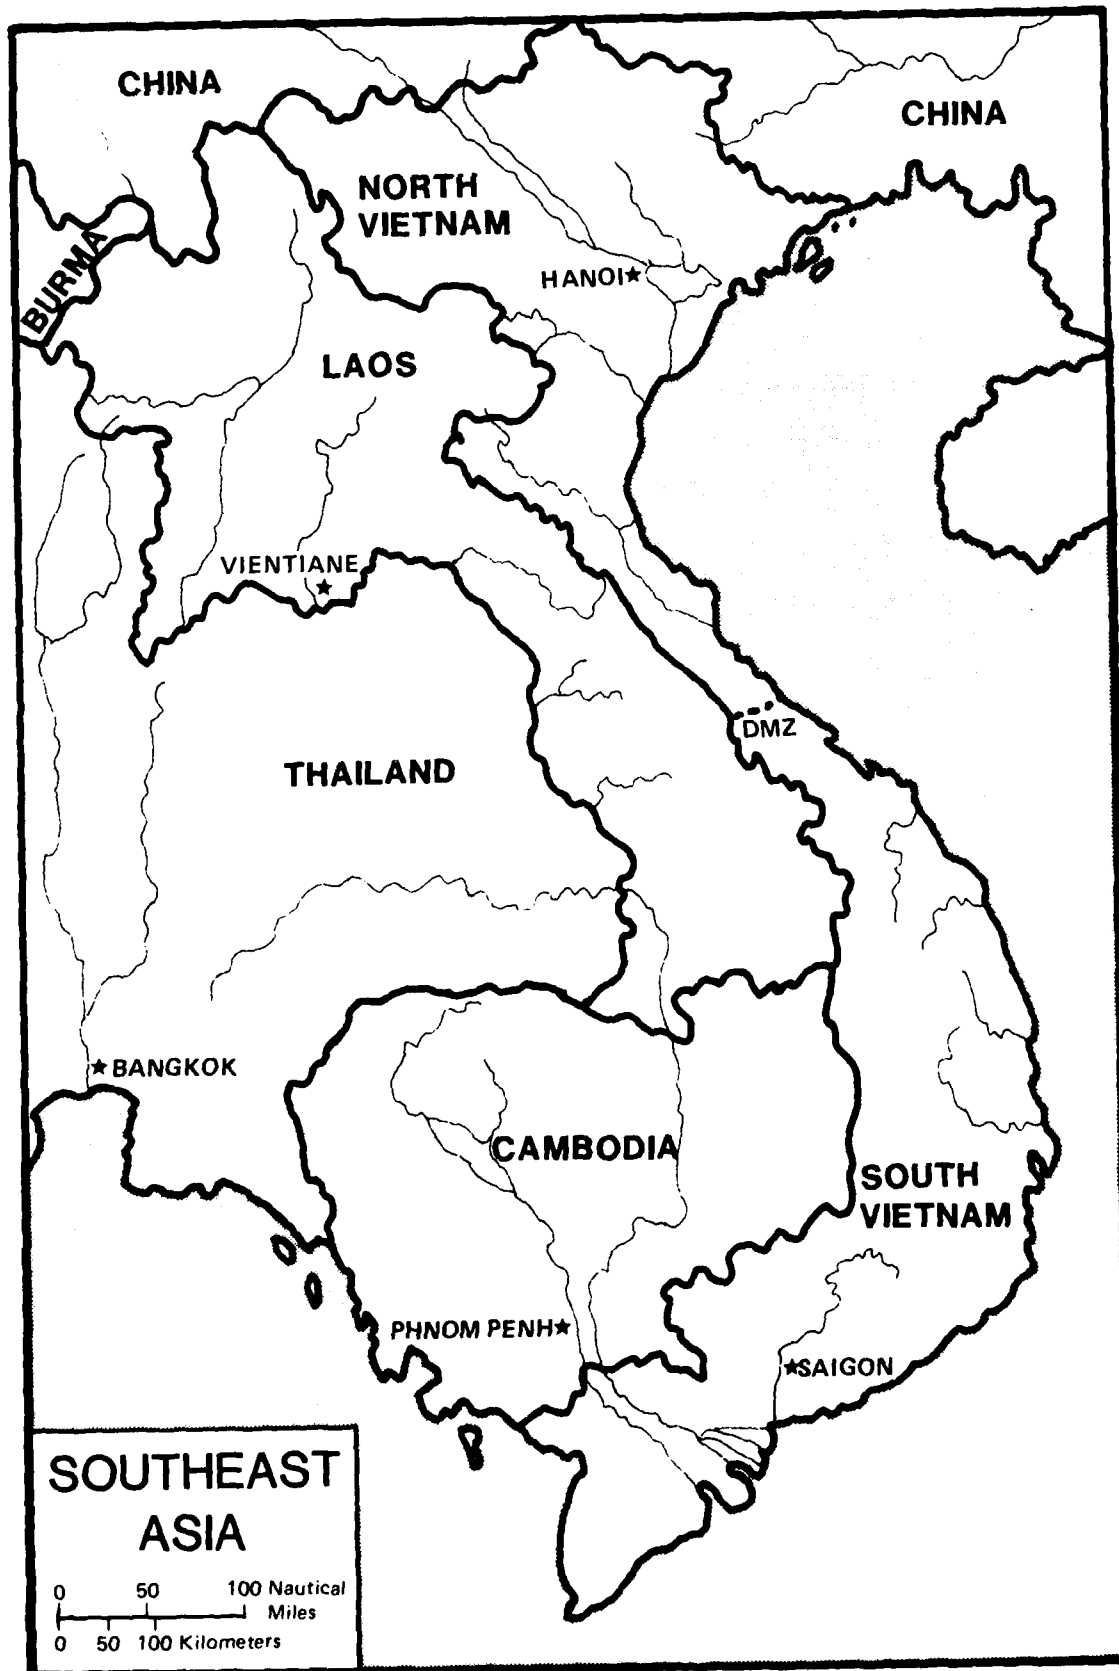 CHINA
CHINA
NORTH
VIETNAM
BURMA
HANOI
LAOS
VIENTIANE
DMZ
THAILAND
BANGKOK
CAMBODIA
SOUTH
VIETNAM
PHNOM PENH
SAIGON
SOUTHEAST
ASIA
0 50 100 Nautical
Miles
0 50 100 Kilometers